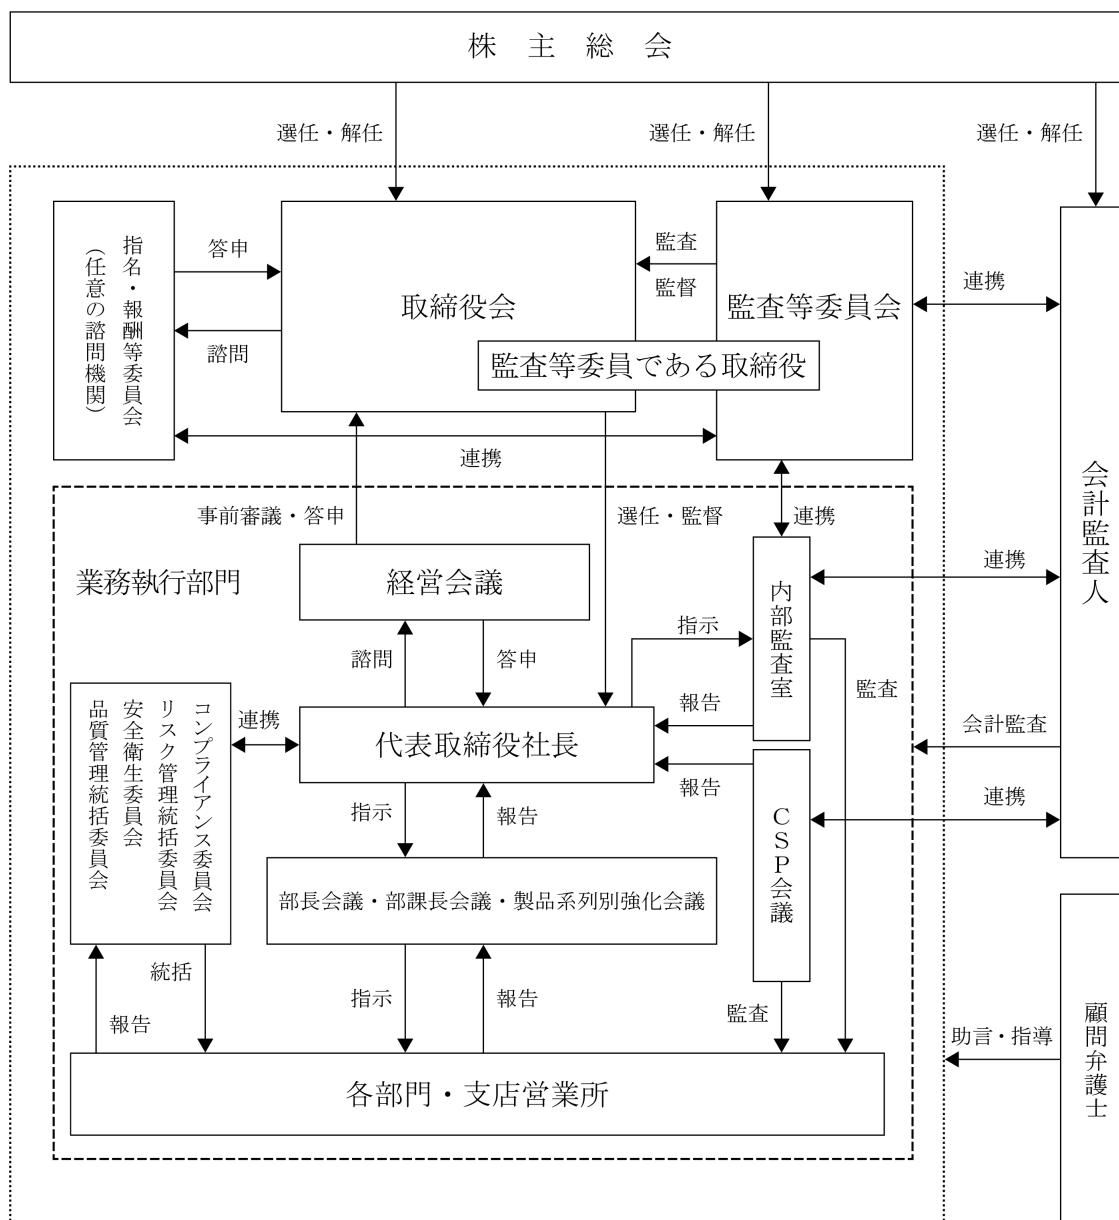 株主総会
選任・解任
選任・解任
選任・解任
指名・報酬等委員会
(任意の諮問機関)
答申
諮問
取締役会
監査
監督
監査等委員会
監査等委員である取締役
連携
連携
会計監査人
事前審議・答申
選任・監督
連携
業務執行部門
経営会議
内部監査室
連携
諮問
答申
指示
監査
コンプライアンス委員会
リスク管理統括委員会
安全衛生委員会
品質管理統括委員会
連携
代表取締役社長
報告
報告
会計監査
連携
指示
報告
CSP会議
部長会議・部課長会議・製品系列別強化会議
統括
報告
指示
報告
監査
各部門・支店営業所
助言・指導
顧問弁護士